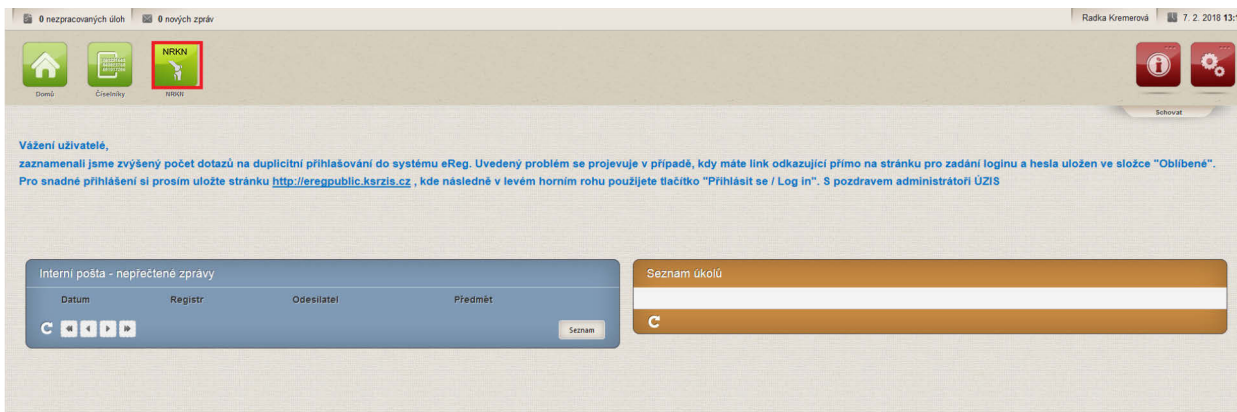 0 nezpracovaných úloh 0 nových zpráv Radka Kremerová 7. 2. 2018
NRKN
Domů Číselníky NRKN
Schovat
Vážení uživatelé,
zaznamenali jsme zvýšený počet dotazů na duplicitní přihlašování do systému eReg. Uvedený problém se projevuje v případě, kdy máte link odkazující přímo na stránku pro zadání loginu a hesla uložen ve složce "Oblíbené".
Pro snadné přihlášení si prosím uložte stránku http://eregpublic.ksrzis.cz , kde následně v levém horním rohu použijete tlačítko "Přihlásit se / Log in". S pozdravem administrátoři ÚZIS
Interní pošta - nepřečtené zprávy Seznam úkolů
Datum Registr Odesilatel Předmět
Seznam